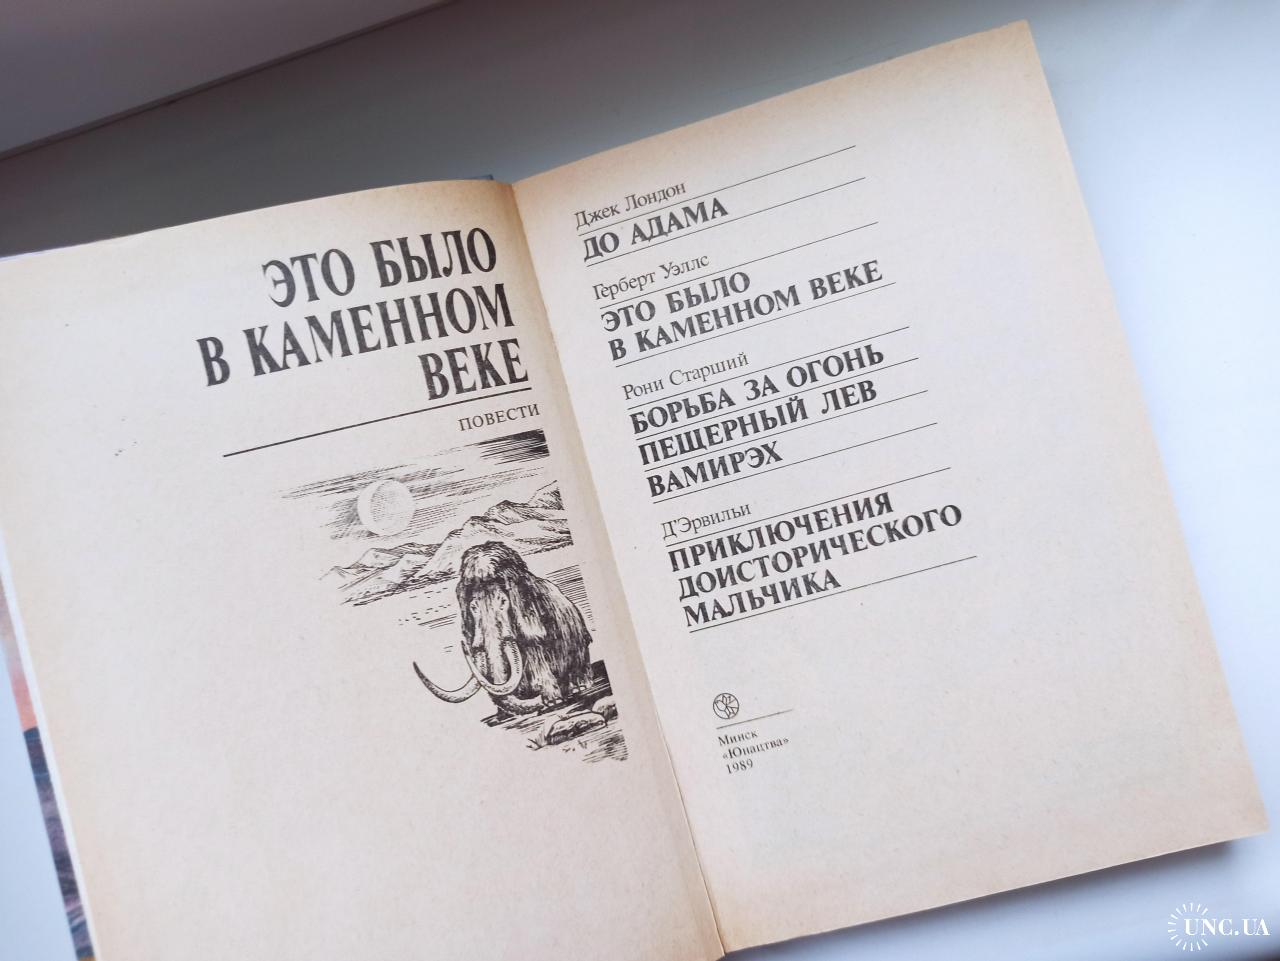 ЭТО БЫЛО
В КАМЕННОМ
ВЕКЕ
ПОВЕСТИ
Джек Лондон
ДО АДАМА
Герберт Уэллс
ЭТО БЫЛО
В КАМЕННОМ ВЕКЕ
Рони Старший
БОРЬБА ЗА ОГОНЬ
ПЕЩЕРНЫЙ ЛЕВ
ВАМИРЭХ
Д'Эрвильи
ПРИКЛЮЧЕНИЯ
ДОИСТОРИЧЕСКОГО
МАЛЬЧИКА
Минск
«Юнацтва»
1989
UNC.UA